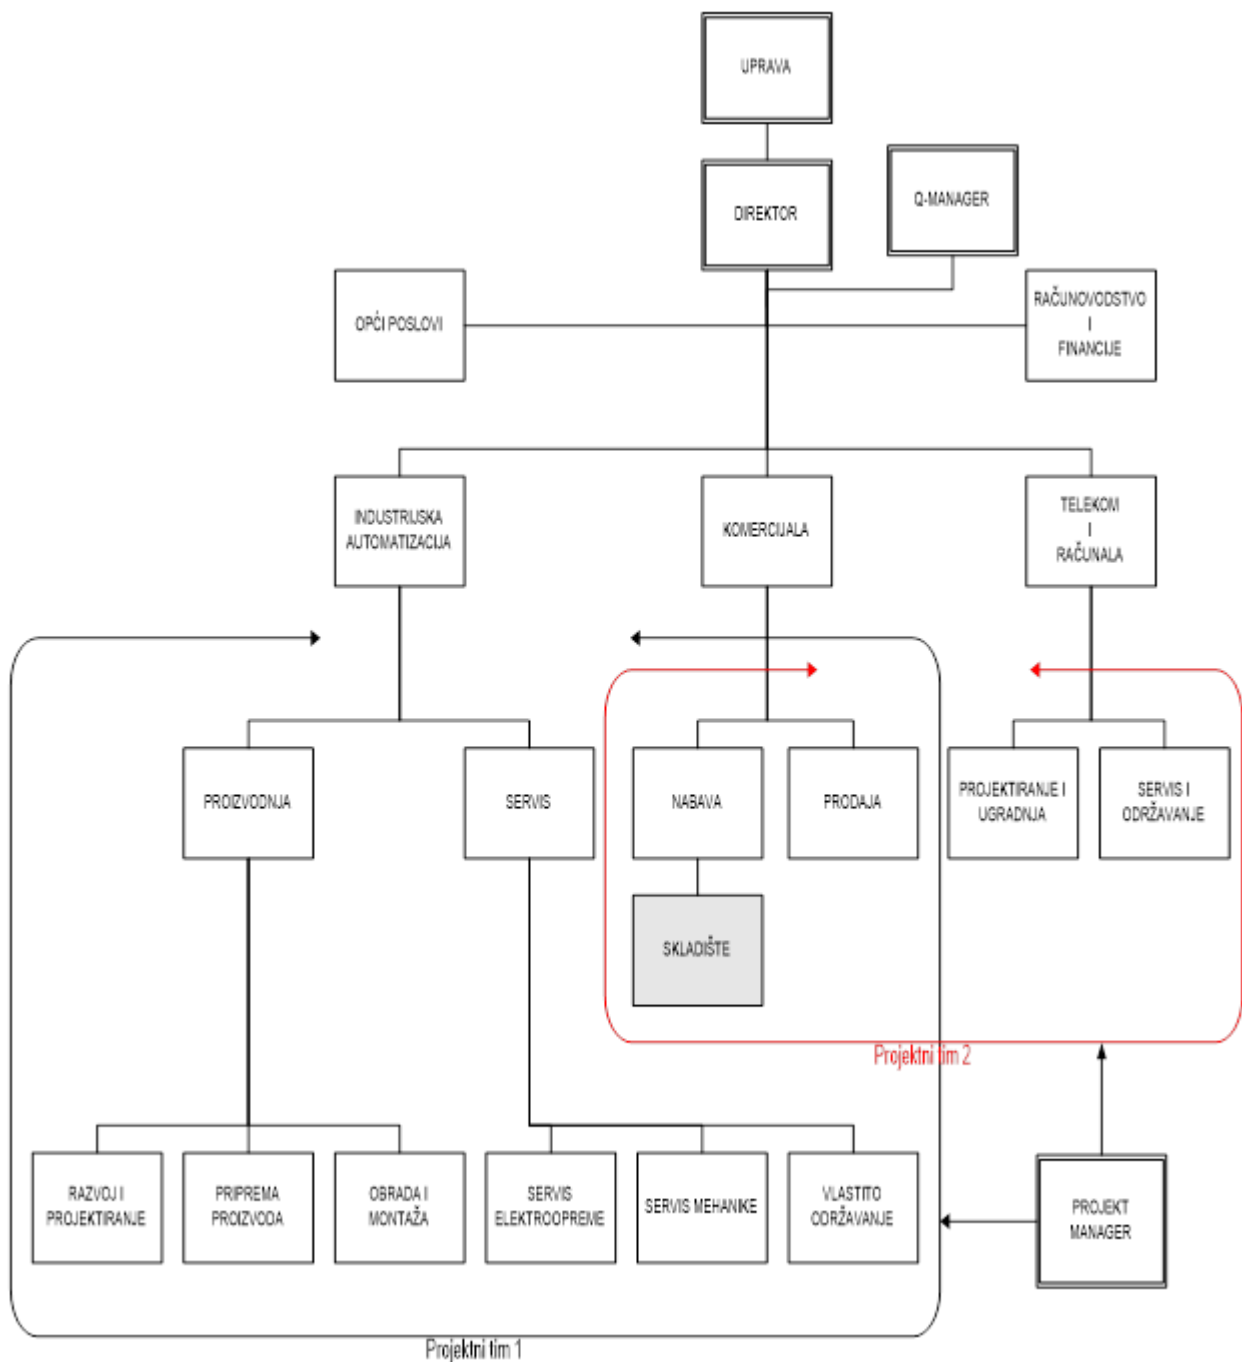 UPRAVA
DIREKTOR
Q-MANAGER
OPĆI POSLOVI
RAČUNOVODSTVO
I
FINANCIJE
INDUSTRIJSKA
AUTOMATIZACIJA
KOMERCIJALA
TELEKOM
I
RAČUNALA
PROIZVODNJA
SERVIS
NABAVA
PRODAJA
PROJEKTIRANJE I
UGRADNJA
SERVIS I
ODRŽAVANJE
SKLADIŠTE
Projektni tim 2
RAZVOJ I
PROJEKTIRANJE
PRIPREMA
PROIZVODA
OBRADA I
MONTAŽA
SERVIS
ELEKTROOPREME
SERVIS MEHANIKE
VLASTITO
ODRŽAVANJE
PROJEKT
MANAGER
Projektni tim 1